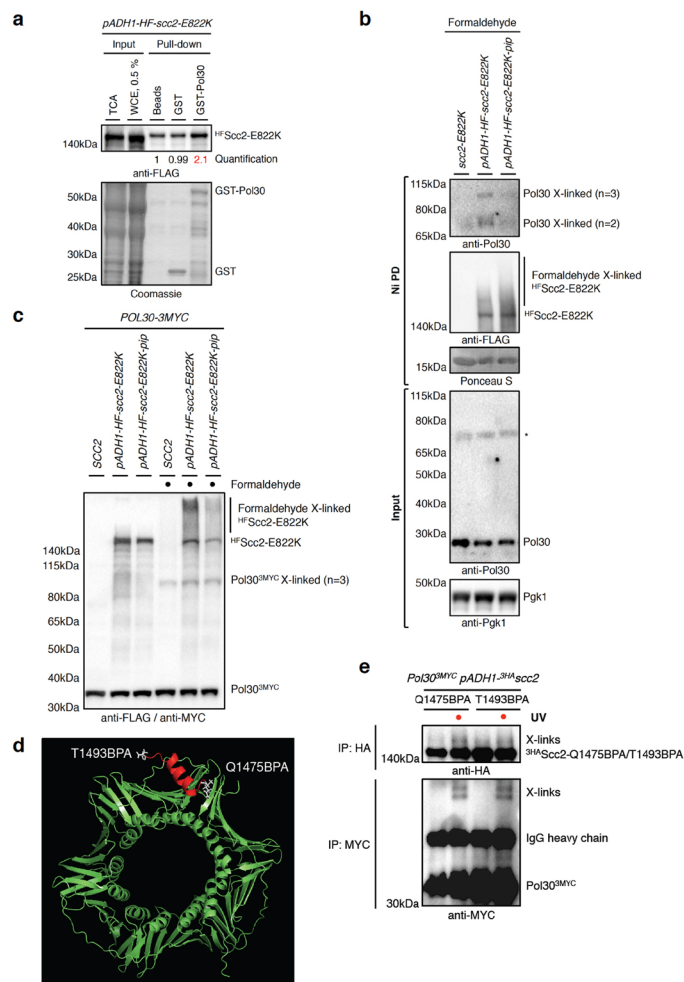 a
pADH1-HF-scc2-E822K
Input
Pull-down
TCA
WCE, 0.5 %
Beads
GST
GST-Pol30
140kDa
HFScc2-E822K
1 0.99 2.1 Quantification
anti-FLAG
50kDa
40kDa
35kDa
25kDa
GST-Pol30
GST
Coomassie
b
Formaldehyde
scc2-E822K
pADH1-HF-scc2-E822K
pADH1-HF-scc2-E822K-pip
Ni PD
115kDa
80kDa
65kDa
Pol30 X-linked (n=3)
Pol30 X-linked (n=2)
anti-Pol30
Formaldehyde X-linked
HFScc2-E822K
HFScc2-E822K
140kDa
anti-FLAG
15kDa
Ponceau S
Input
115kDa
80kDa
65kDa
50kDa
40kDa
30kDa
25kDa
*
Pol30
anti-Pol30
50kDa
Pgk1
anti-Pgk1
c
POL30-3MYC
SCC2
pADH1-HF-scc2-E822K
pADH1-HF-scc2-E822K-pip
SCC2
pADH1-HF-scc2-E822K
pADH1-HF-scc2-E822K-pip
Formaldehyde
Formaldehyde X-linked
HFScc2-E822K
HFScc2-E822K
Pol303MYC X-linked (n=3)
Pol303MYC
140kDa
115kDa
80kDa
65kDa
50kDa
40kDa
30kDa
anti-FLAG / anti-MYC
d
T1493BPA
Q1475BPA
e
Pol303MYC pADH1-3HAscc2
Q1475BPA T1493BPA
UV
IP: HA
140kDa
X-links
3HAScc2-Q1475BPA/T1493BPA
anti-HA
IP: MYC
X-links
IgG heavy chain
Pol303MYC
30kDa
anti-MYC